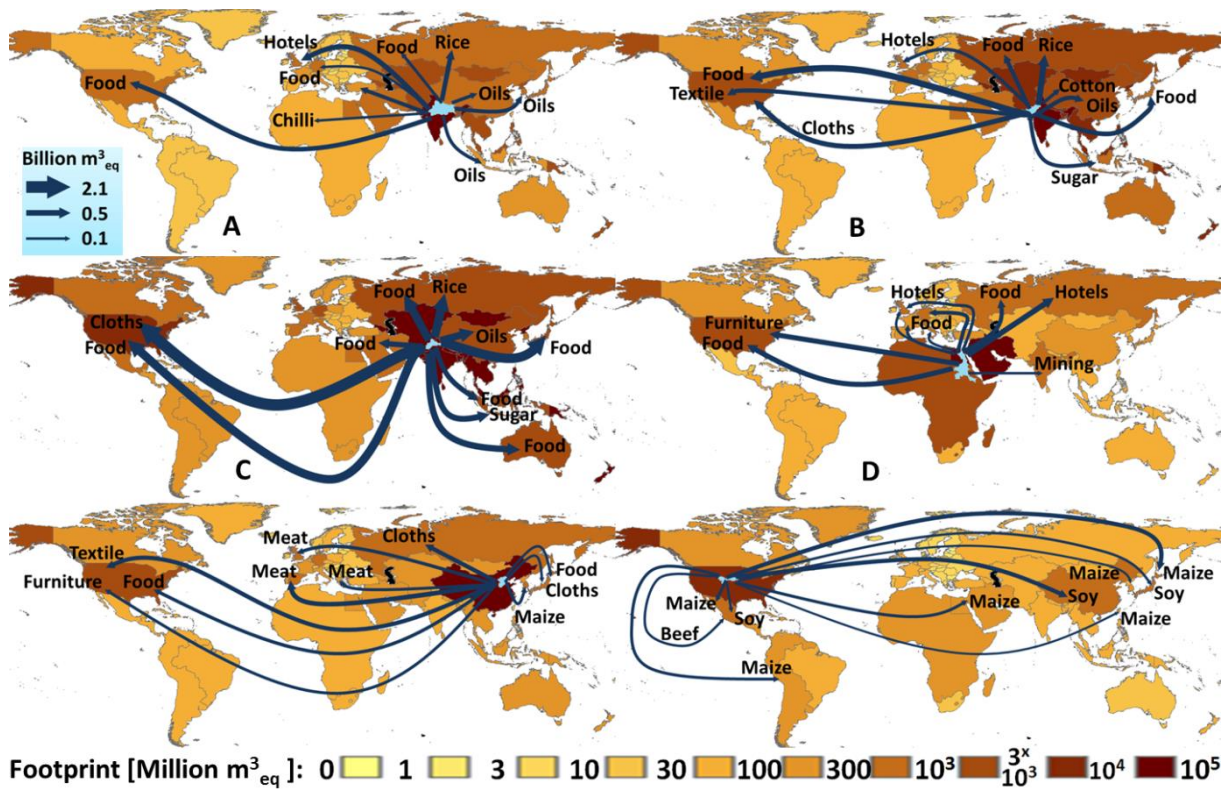 Hotels
Food
Rice
Food
Food
Oils
Oils
Chilli
Oils
Billion m³eq
2.1
0.5
0.1
A
Hotels
Food
Rice
Food
Textile
Cotton
Oils
Food
Cloths
Sugar
B
Food
Rice
Cloths
Food
Food
Oils
Food
Food
Sugar
Food
C
Hotels
Food
Hotels
Furniture
Food
Food
Mining
D
Meat
Cloths
Textile
Furniture
Food
Meat
Meat
Food
Cloths
Maize
Maize
Soy
Beef
Maize
Maize
Soy
Maize
Maize
Soy
Maize
Footprint [Million m³eq ]: 0 1 3 10 30 100 300 10³ 3x10³ 10⁴ 10⁵